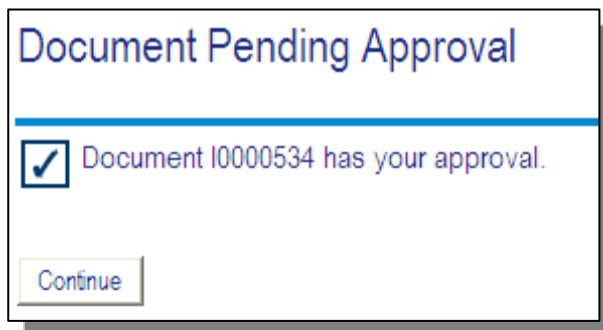 Document Pending Approval
Document I0000534 has your approval.
Continue